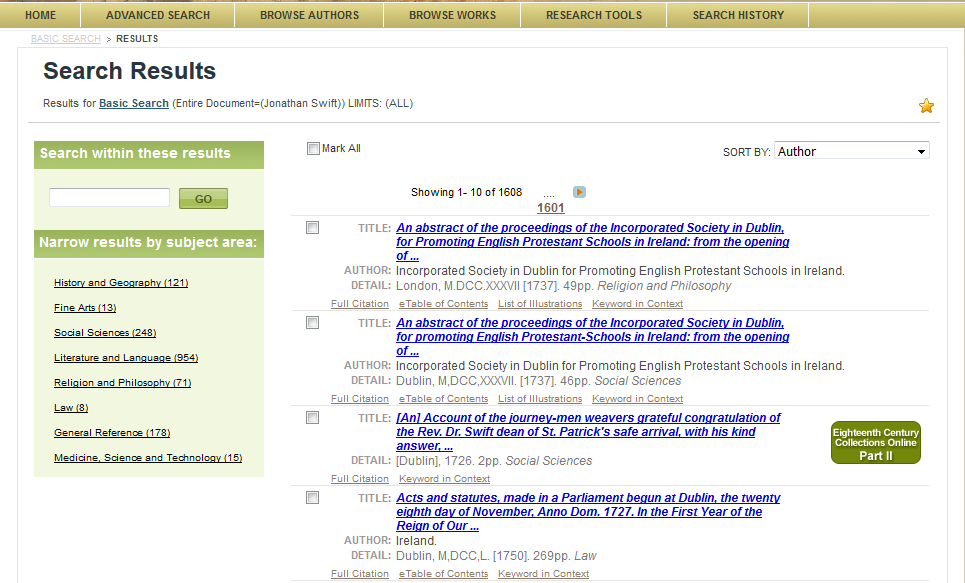 HOME ADVANCED SEARCH BROWSE AUTHORS BROWSE WORKS RESEARCH TOOLS SEARCH HISTORY
BASIC SEARCH > RESULTS
Search Results
Results for Basic Search (Entire Document=(Jonathan Swift)) LIMITS: (ALL)
Search within these results
GO
Narrow results by subject area:
History and Geography (121)
Fine Arts (13)
Social Sciences (248)
Literature and Language (954)
Religion and Philosophy (71)
Law (8)
General Reference (178)
Medicine, Science and Technology (15)
Mark All
SORT BY: Author
Showing 1- 10 of 1608 ....
1601
TITLE: An abstract of the proceedings of the Incorporated Society in Dublin,
for Promoting English Protestant Schools in Ireland: from the opening
of ...
AUTHOR: Incorporated Society in Dublin for Promoting English Protestant Schools in Ireland.
DETAIL: London, M.DCC.XXXVII [1737]. 49pp. Religion and Philosophy
Full Citation eTable of Contents List of Illustrations Keyword in Context
TITLE: An abstract of the proceedings of the Incorporated Society in Dublin,
for promoting English Protestant-Schools in Ireland: from the opening
of ...
AUTHOR: Incorporated Society in Dublin for Promoting English Protestant Schools in Ireland.
DETAIL: Dublin, M,DCC,XXXVII. [1737]. 46pp. Social Sciences
Full Citation eTable of Contents List of Illustrations Keyword in Context
TITLE: [An] Account of the journey-men weavers grateful congratulation of
the Rev. Dr. Swift dean of St. Patrick's safe arrival, with his kind
answer, ...
DETAIL: [Dublin], 1726. 2pp. Social Sciences
Full Citation Keyword in Context
Eighteenth Century
Collections Online
Part II
TITLE: Acts and statutes, made in a Parliament begun at Dublin, the twenty
eighth day of November, Anno Dom. 1727. In the First Year of the
Reign of Our ...
AUTHOR: Ireland.
DETAIL: Dublin, M,DCC,L. [1750]. 269pp. Law
Full Citation eTable of Contents Keyword in Context